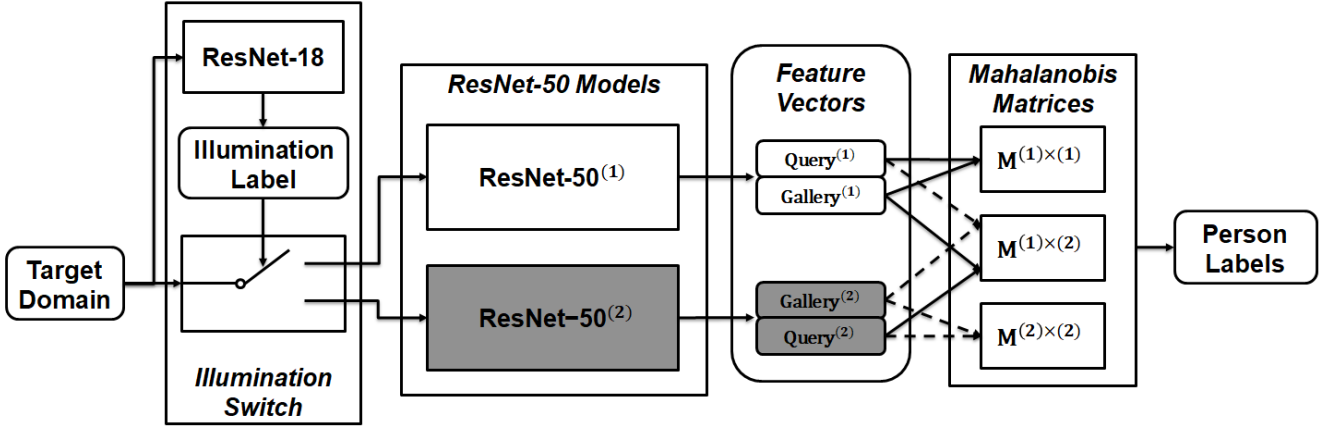 ResNet-18
Illumination
Label
Target
Domain
Illumination
Switch
ResNet-50 Models
ResNet-50⁽¹⁾
ResNet−50⁽²⁾
Feature
Vectors
Query⁽¹⁾
Gallery⁽¹⁾
Gallery⁽²⁾
Query⁽²⁾
Mahalanobis
Matrices
M⁽¹⁾ˣ⁽¹⁾
M⁽¹⁾ˣ⁽²⁾
M⁽²⁾ˣ⁽²⁾
Person
Labels